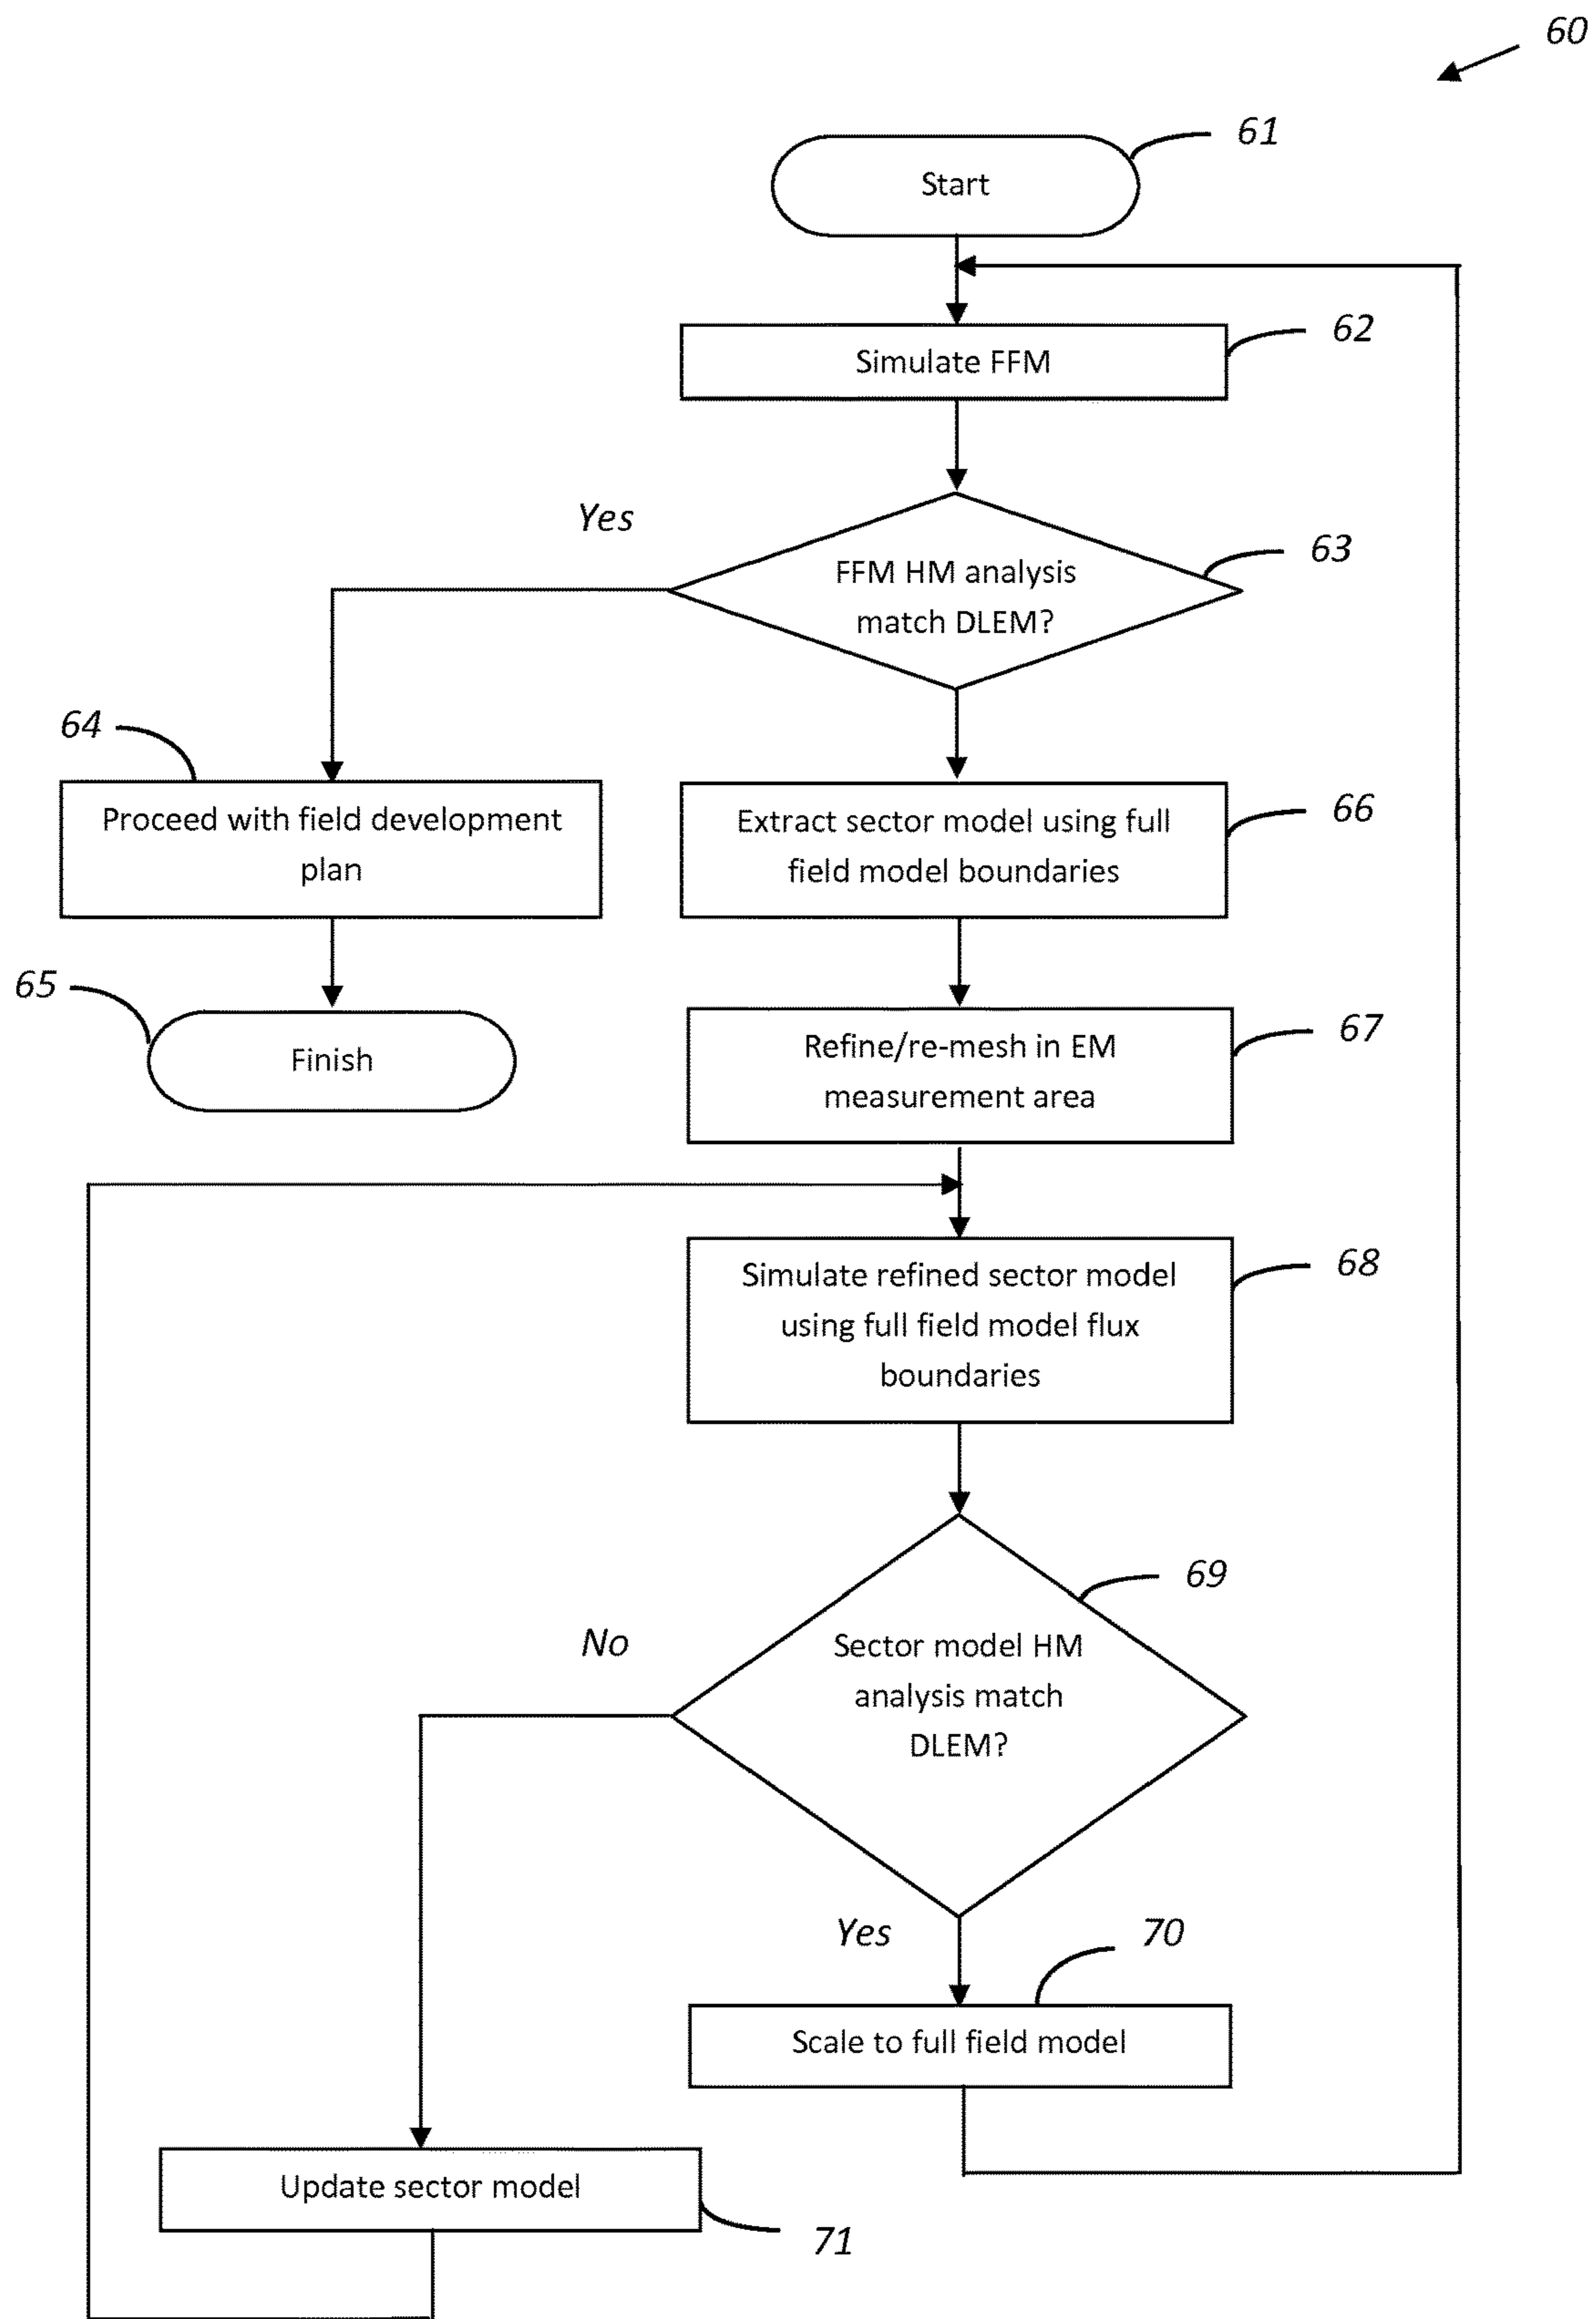 60
61
Start
62
Simulate FFM
Yes
63
FFM HM analysis
match DLEM?
64
Proceed with field development
plan
66
Extract sector model using full
field model boundaries
65
Finish
67
Refine/re-mesh in EM
measurement area
68
Simulate refined sector model
using full field model flux
boundaries
69
No
Sector model HM
analysis match
DLEM?
Yes
70
Scale to full field model
Update sector model
71